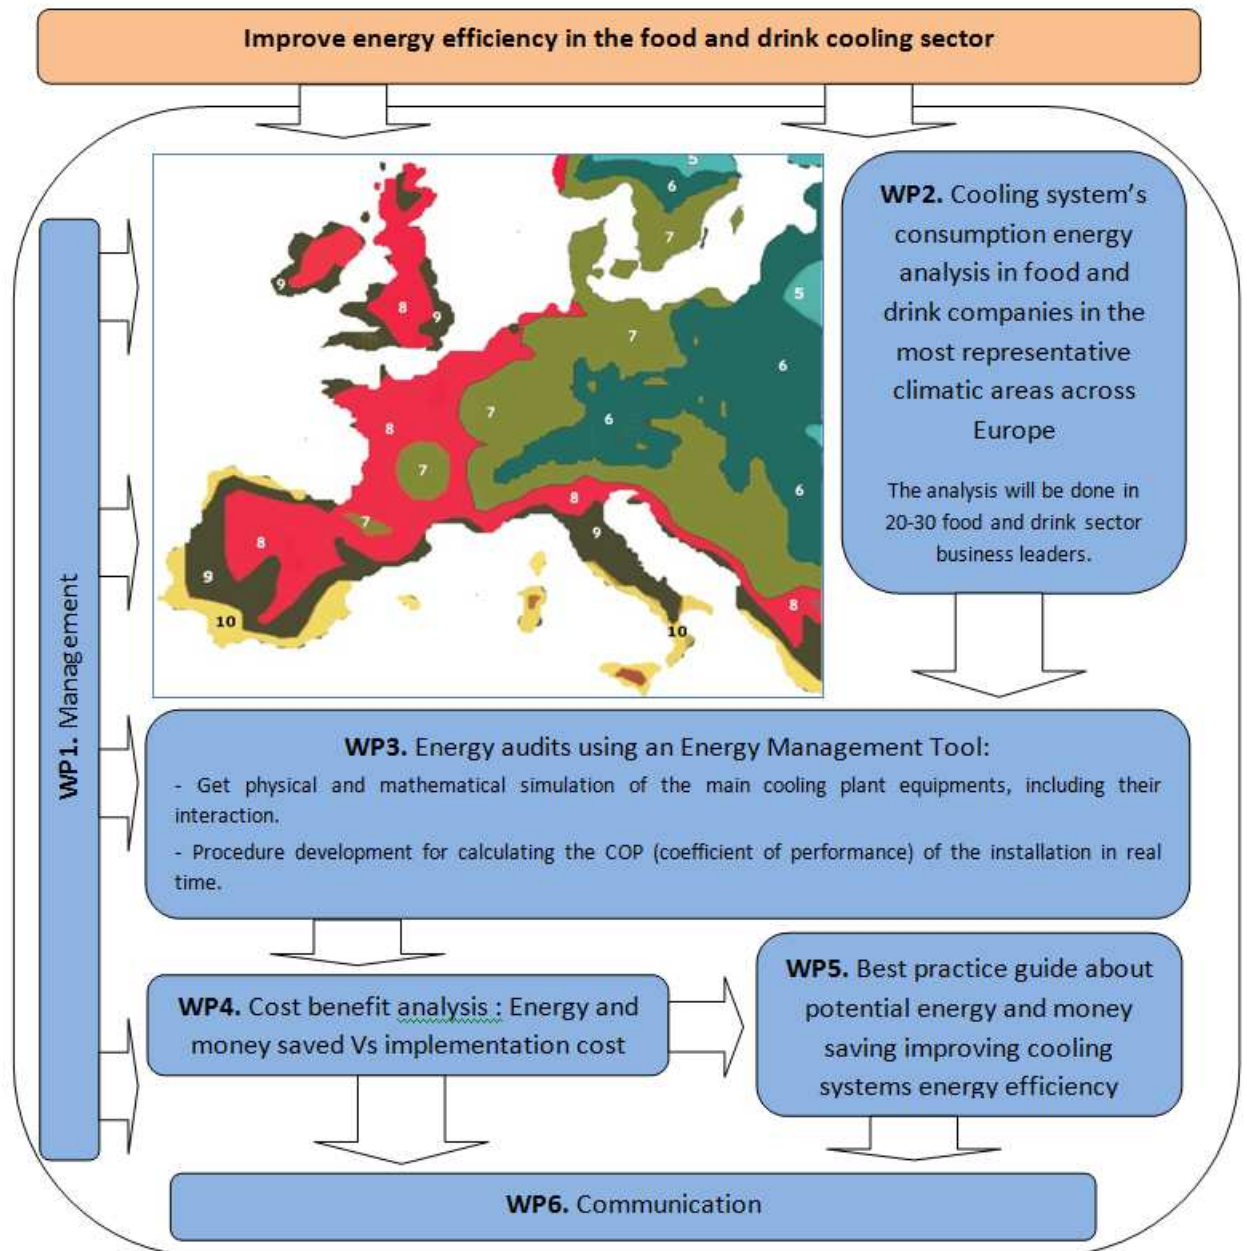 Improve energy efficiency in the food and drink cooling sector
WP1. Management
5
6
7
5
9
8
9
7
6
7
6
8
7
6
8
7
9
8
9
8
10
10
WP2. Cooling system's
consumption energy
analysis in food and
drink companies in the
most representative
climatic areas across
Europe
The analysis will be done in
20-30 food and drink sector
business leaders.
WP3. Energy audits using an Energy Management Tool:
- Get physical and mathematical simulation of the main cooling plant equipments, including their
interaction.
- Procedure development for calculating the COP (coefficient of performance) of the installation in real
time.
WP4. Cost benefit analysis : Energy and
money saved Vs implementation cost
WP5. Best practice guide about
potential energy and money
saving improving cooling
systems energy efficiency
WP6. Communication